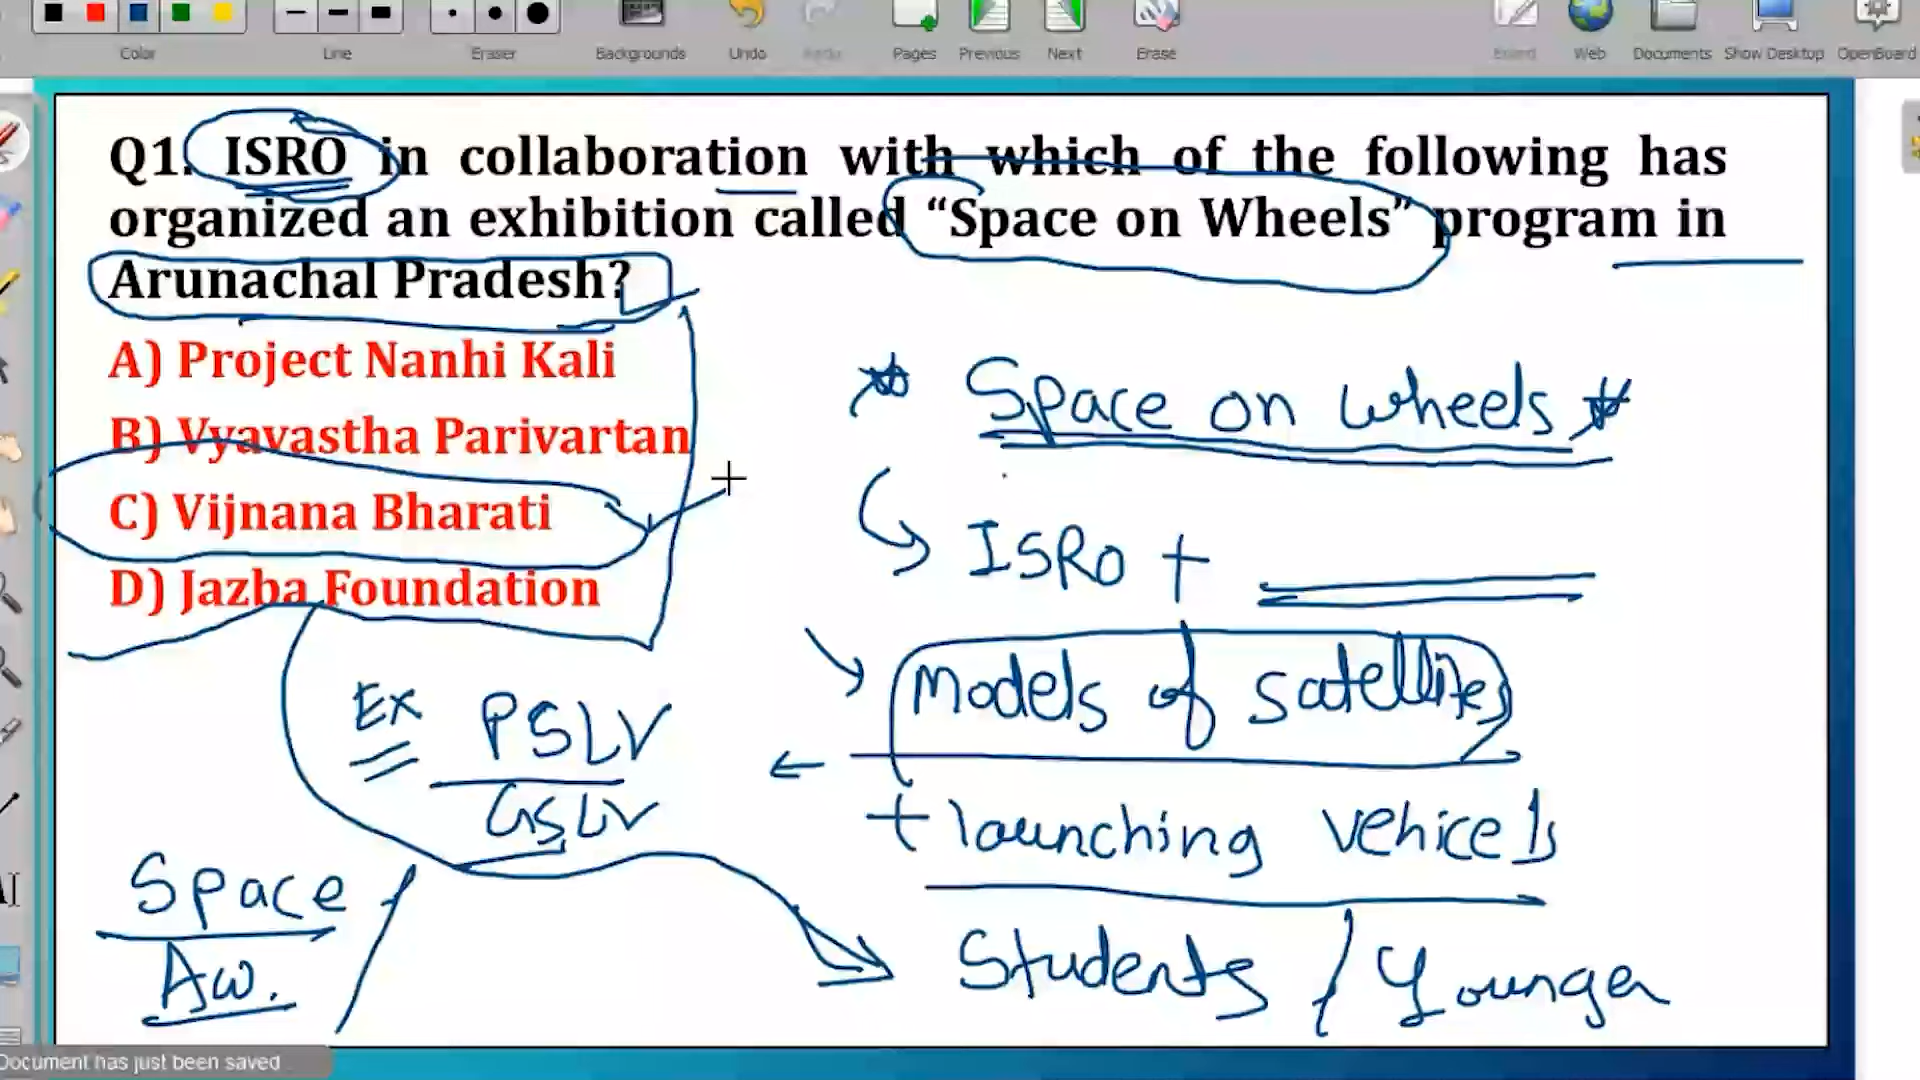 Color
Line
Eraser
Backgrounds
Undo
Redo
Pages
Previous
Next
Erase
Board
Web
Documents
Show Desktop
OpenBoard
Q1. ISRO in collaboration with which of the following has
organized an exhibition called “Space on Wheels” program in
Arunachal Pradesh?
A) Project Nanhi Kali
B) Vyavastha Parivartan
C) Vijnana Bharati
D) Jazba Foundation
Space on wheels
ISRO +
Models of satellites
+ launching vehicels
Students / Younger
Ex PSLV
GSLV
Space
Aw.
Document has just been saved